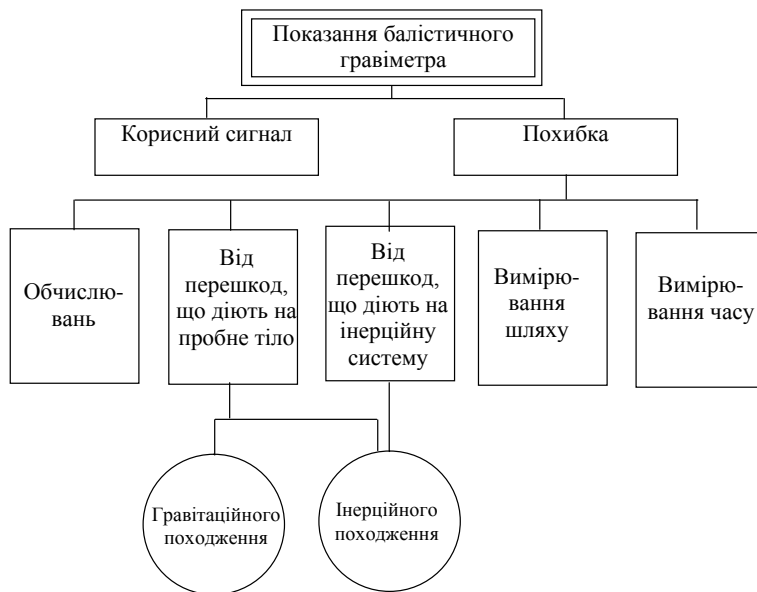 Показання балістичного
гравіметра
Корисний сигнал
Похибка
Обчислю-
вань
Від
перешкод,
що діють на
пробне тіло
Від
перешкод,
що діють на
інерційну
систему
Вимірю-
вання
шляху
Вимірю-
вання часу
Гравітаційного
походження
Інерційного
походження